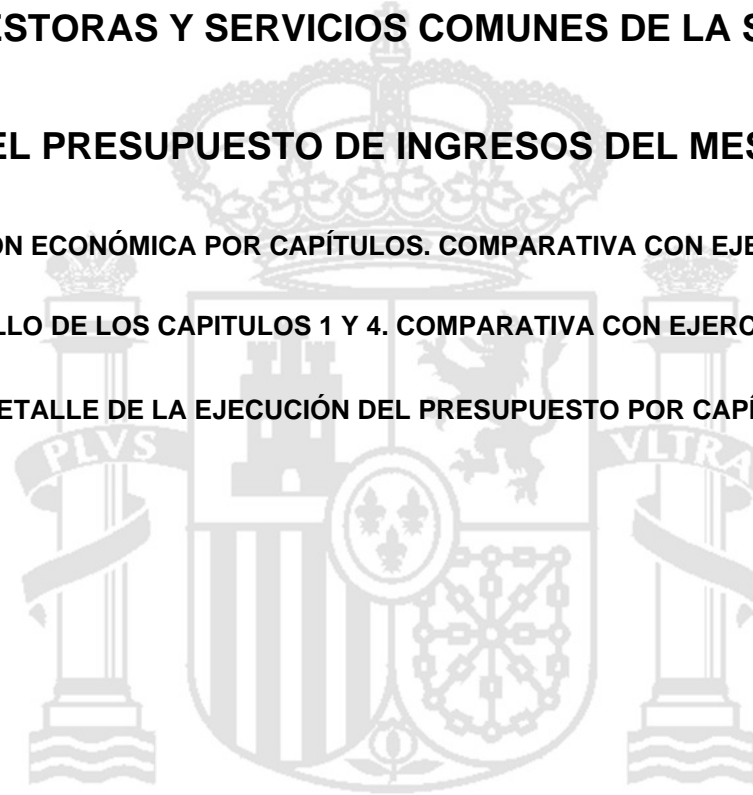 ESTORAS Y SERVICIOS COMUNES DE LA S
EL PRESUPUESTO DE INGRESOS DEL MES
ÓN ECONÓMICA POR CAPÍTULOS. COMPARATIVA CON EJE
LLO DE LOS CAPITULOS 1 Y 4. COMPARATIVA CON EJERC
ETALLE DE LA EJECUCIÓN DEL PRESUPUESTO POR CAPÍ
PLVS VLTRA